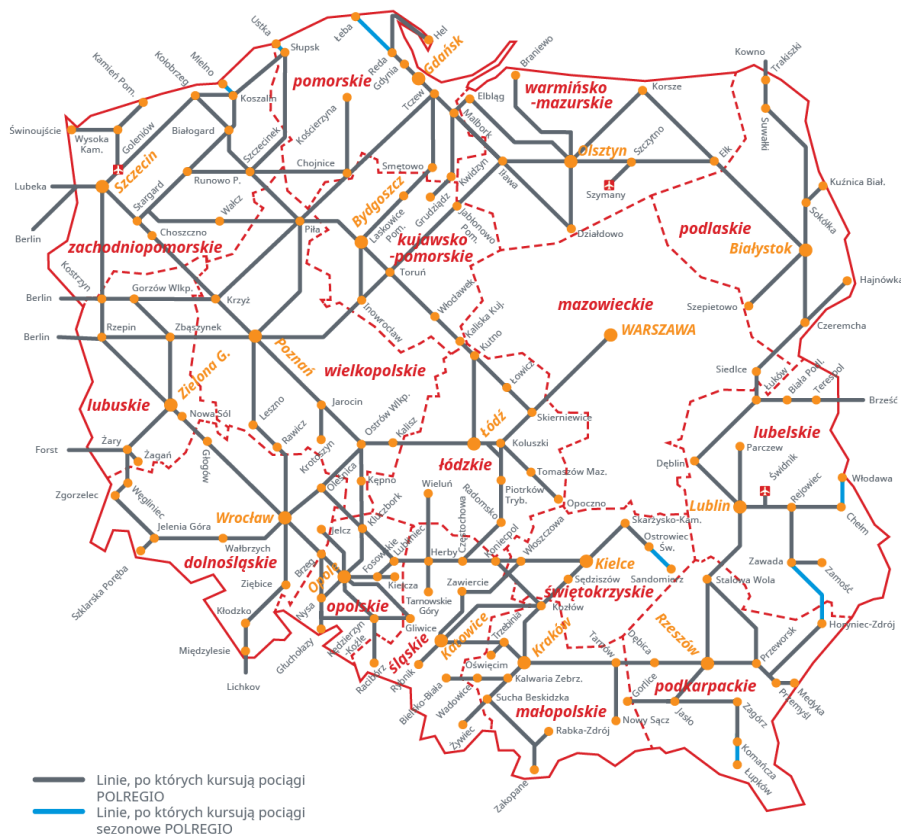 Ustka
Łeba
Hel
Słupsk
Reda
Gdynia
Gdańsk
Braniewo
Kowno
Trakiszki
Kamień Pom.
Kołobrzeg
Mielno
pomorskie
Koszalin
Tczew
Elbląg
warmińsko
-mazurskie
Korsze
Suwałki
Świnoujście
Wysoka
Kam.
Goleniów
Białogard
Szczecinek
Kościerzyna
Malbork
Olsztyn
Szczytno
Ełk
Lubeka
Szczecin
Runowo P.
Chojnice
Smętowo
Kwidzyn
Iława
Szymany
Kuźnica Biał.
Sokółka
Berlin
Stargard
Wałcz
Choszczno
Piła
Bydgoszcz
Laskowice
Pom.
Grudziądz
Jabłonowo
Pom.
Działdowo
podlaskie
Białystok
zachodniopomorskie
kujawsko
-pomorskie
Toruń
Kostrzyn
Gorzów Wlkp.
Krzyż
Berlin
Inowrocław
Włocławek
mazowieckie
Szepietowo
Hajnówka
Czeremcha
Berlin
Rzepin
Zbąszynek
Poznań
Kaliska Kuj.
Kutno
WARSZAWA
Zielona G.
wielkopolskie
Łowicz
Siedlce
Łuków
Biała Podl.
Terespol
Brześć
lubuskie
Nowa Sól
Leszno
Jarocin
Ostrów Wlkp.
Kalisz
Łódź
Skierniewice
Koluszki
lubelskie
Forst
Żary
Żagań
Głogów
Rawicz
Krotoszyn
łódzkie
Tomaszów Maz.
Dęblin
Parczew
Świdnik
Włodawa
Zgorzelec
Węgliniec
Oleśnica
Kępno
Wieluń
Radomsko
Piotrków
Tryb.
Opoczno
Lublin
Rejowiec
Chełm
Wrocław
Jelenia Góra
Wałbrzych
Jelcz
Kluczbork
Częstochowa
Koniecpol
Włoszczowa
Skarżysko-Kam.
Ostrowiec
Św.
Szklarska Poręba
dolnośląskie
Ziębice
Brzeg
Opole
Fosowskie
Lubliniec
Herby
Zawiercie
Kielce
Sandomierz
Zawada
Zamość
Kłodzko
Nysa
opolskie
Kielcza
Tarnowskie
Góry
Sędziszów
świętokrzyskie
Stalowa Wola
Międzylesie
Głuchołazy
Kędzierzyn
-Koźle
Gliwice
Katowice
Trzebinia
Kozłów
Kraków
Tarnów
Dębica
Rzeszów
Horyniec-Zdrój
Przeworsk
Lichkov
Racibórz
śląskie
Rybnik
Oświęcim
Bielsko-Biała
Wadowice
Kalwaria Zebrz.
Sucha Beskidzka
Gorlice
podkarpackie
Medyka
Przemyśl
Żywiec
małopolskie
Rabka-Zdrój
Nowy Sącz
Jasło
Zagórz
Zakopane
Komańcza
Łupków
Linie, po których kursują pociągi
POLREGIO
Linie, po których kursują pociągi
sezonowe POLREGIO